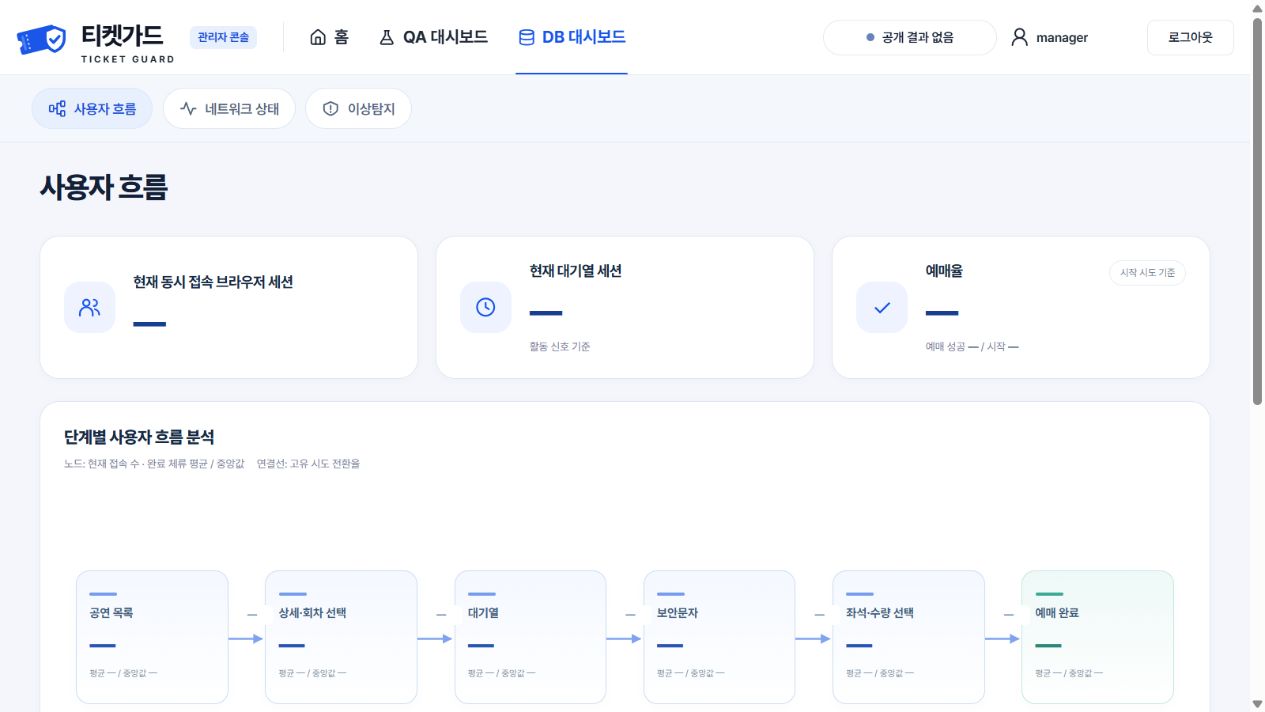 티켓가드
TICKET GUARD
관리자 콘솔
홈
QA 대시보드
DB 대시보드
공개 결과 없음
manager
로그아웃
사용자 흐름
네트워크 상태
이상탐지
사용자 흐름
현재 동시 접속 브라우저 세션
—
현재 대기열 세션
—
활동 신호 기준
예매율
시작 시도 기준
—
예매 성공 — / 시작 —
단계별 사용자 흐름 분석
노드: 현재 접속 수 · 완료 체류 평균 / 중앙값 연결선: 고유 시도 전환율
공연 목록
—
평균 — / 중앙값 —
—
상세·회차 선택
—
평균 — / 중앙값 —
—
대기열
—
평균 — / 중앙값 —
—
보안문자
—
평균 — / 중앙값 —
—
좌석·수량 선택
—
평균 — / 중앙값 —
—
예매 완료
—
평균 — / 중앙값 —